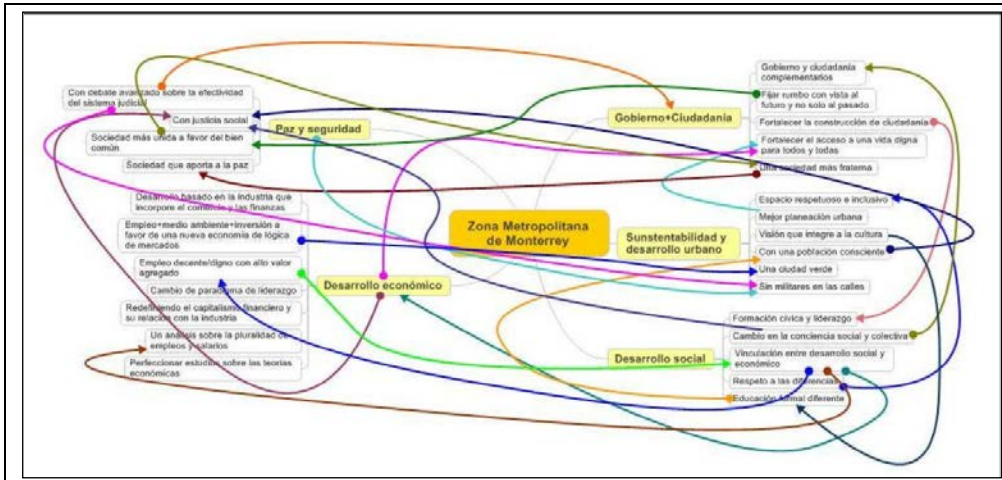 Con debate avanzado sobre la efectividad
del sistema judicial
Con justicia social
Sociedad más unida a favor del bien
común
Sociedad que aporta a la paz
Paz y seguridad
Desarrollo basado en la industria que
incorpore el comercio y las finanzas
Empleo+medio ambiente+inversión a
favor de una nueva economía de lógica
de mercados
Empleo decente/digno con alto valor
agregado
Cambio de paradigma de liderazgo
Redefiniendo el capitalismo financiero y
su relación con la industria
Un análisis sobre la pluralidad de
empleos y salarios
Perfeccionar estudios sobre las teorías
económicas
Desarrollo económico
Zona Metropolitana
de Monterrey
Gobierno+Ciudadanía
Gobierno y ciudadanía
complementarios
Fijar rumbo con vista al
futuro y no solo al pasado
Fortalecer la construcción de ciudadanía
Fortalecer el acceso a una vida digna
para todos y todas
Una sociedad más fraterna
Sunstentabilidad y
desarrollo urbano
Espacio respetuoso e inclusivo
Mejor planeación urbana
Visión que integre a la cultura
Con una población consciente
Una ciudad verde
Sin militares en las calles
Desarrollo social
Formación cívica y liderazgo
Cambio en la conciencia social y colectiva
Vinculación entre desarrollo social y
económico
Respeto a las diferencias
Educación formal diferente